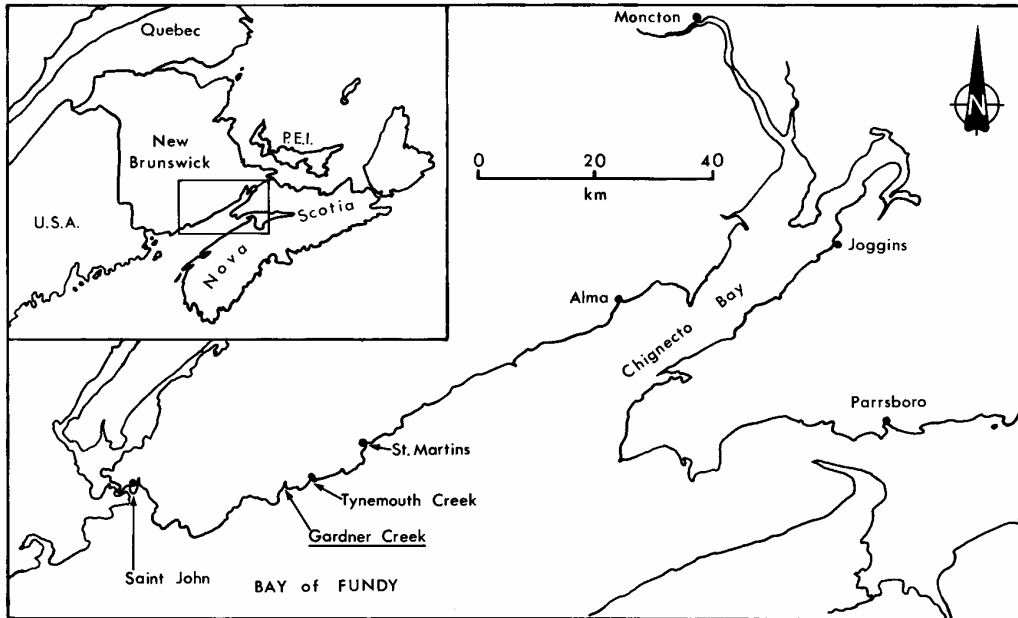 Quebec
New
Brunswick
P.E.I.
U.S.A.
Nova Scotia
Moncton
N
0 20 40
km
Joggins
Alma
Chignecto Bay
Parrsboro
St. Martins
Tynemouth Creek
Gardner Creek
Saint John
BAY of FUNDY